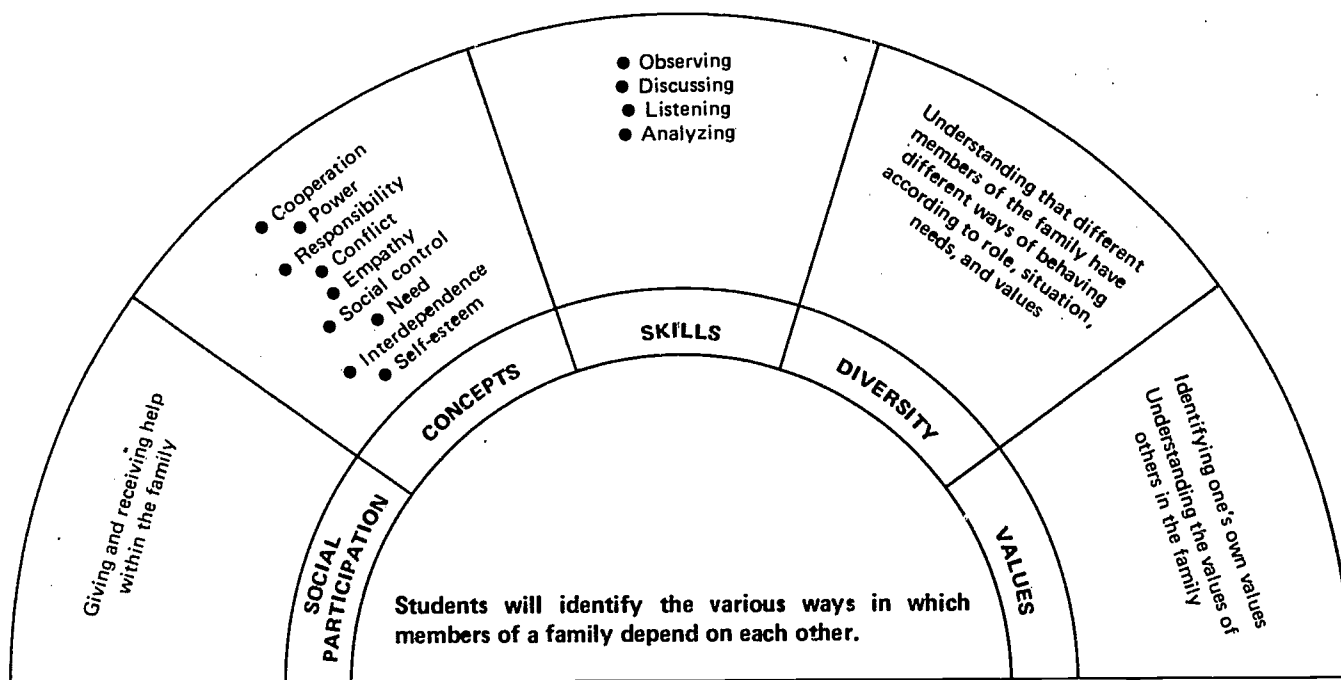 Giving and receiving help
within the family
SOCIAL
PARTICIPATION
● Cooperation
● Power
● Responsibility
● Conflict
● Empathy
● Social control
● Need
● Interdependence
● Self-esteem
CONCEPTS
● Observing
● Discussing
● Listening
● Analyzing
SKILLS
Understanding that different
members of the family have
different ways of behaving
according to role, situation,
needs, and values
DIVERSITY
Identifying one's own values
Understanding the values of
others in the family
VALUES
Students will identify the various ways in which
members of a family depend on each other.